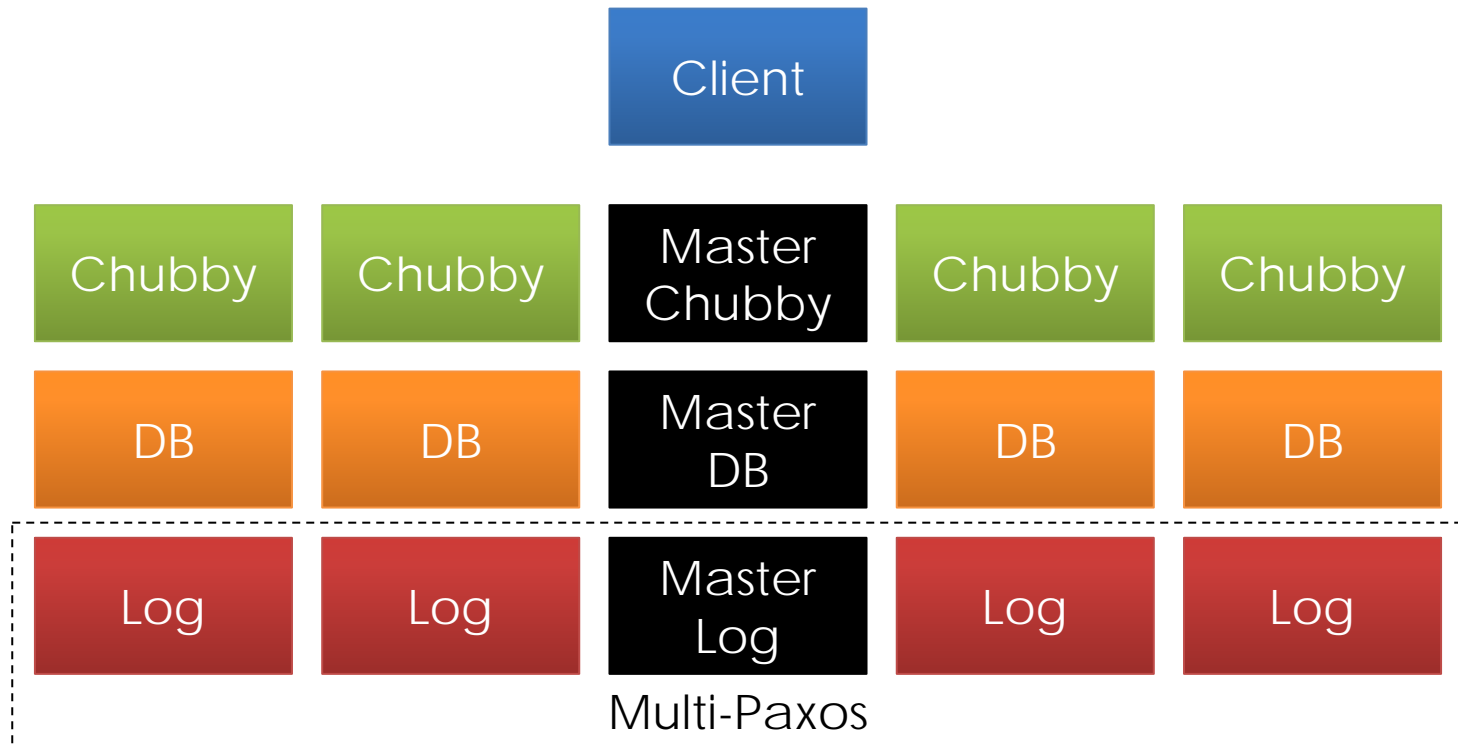 Client
Chubby
Chubby
Master
Chubby
Chubby
Chubby
DB
DB
Master
DB
DB
DB
Log
Log
Master
Log
Log
Log
Multi-Paxos